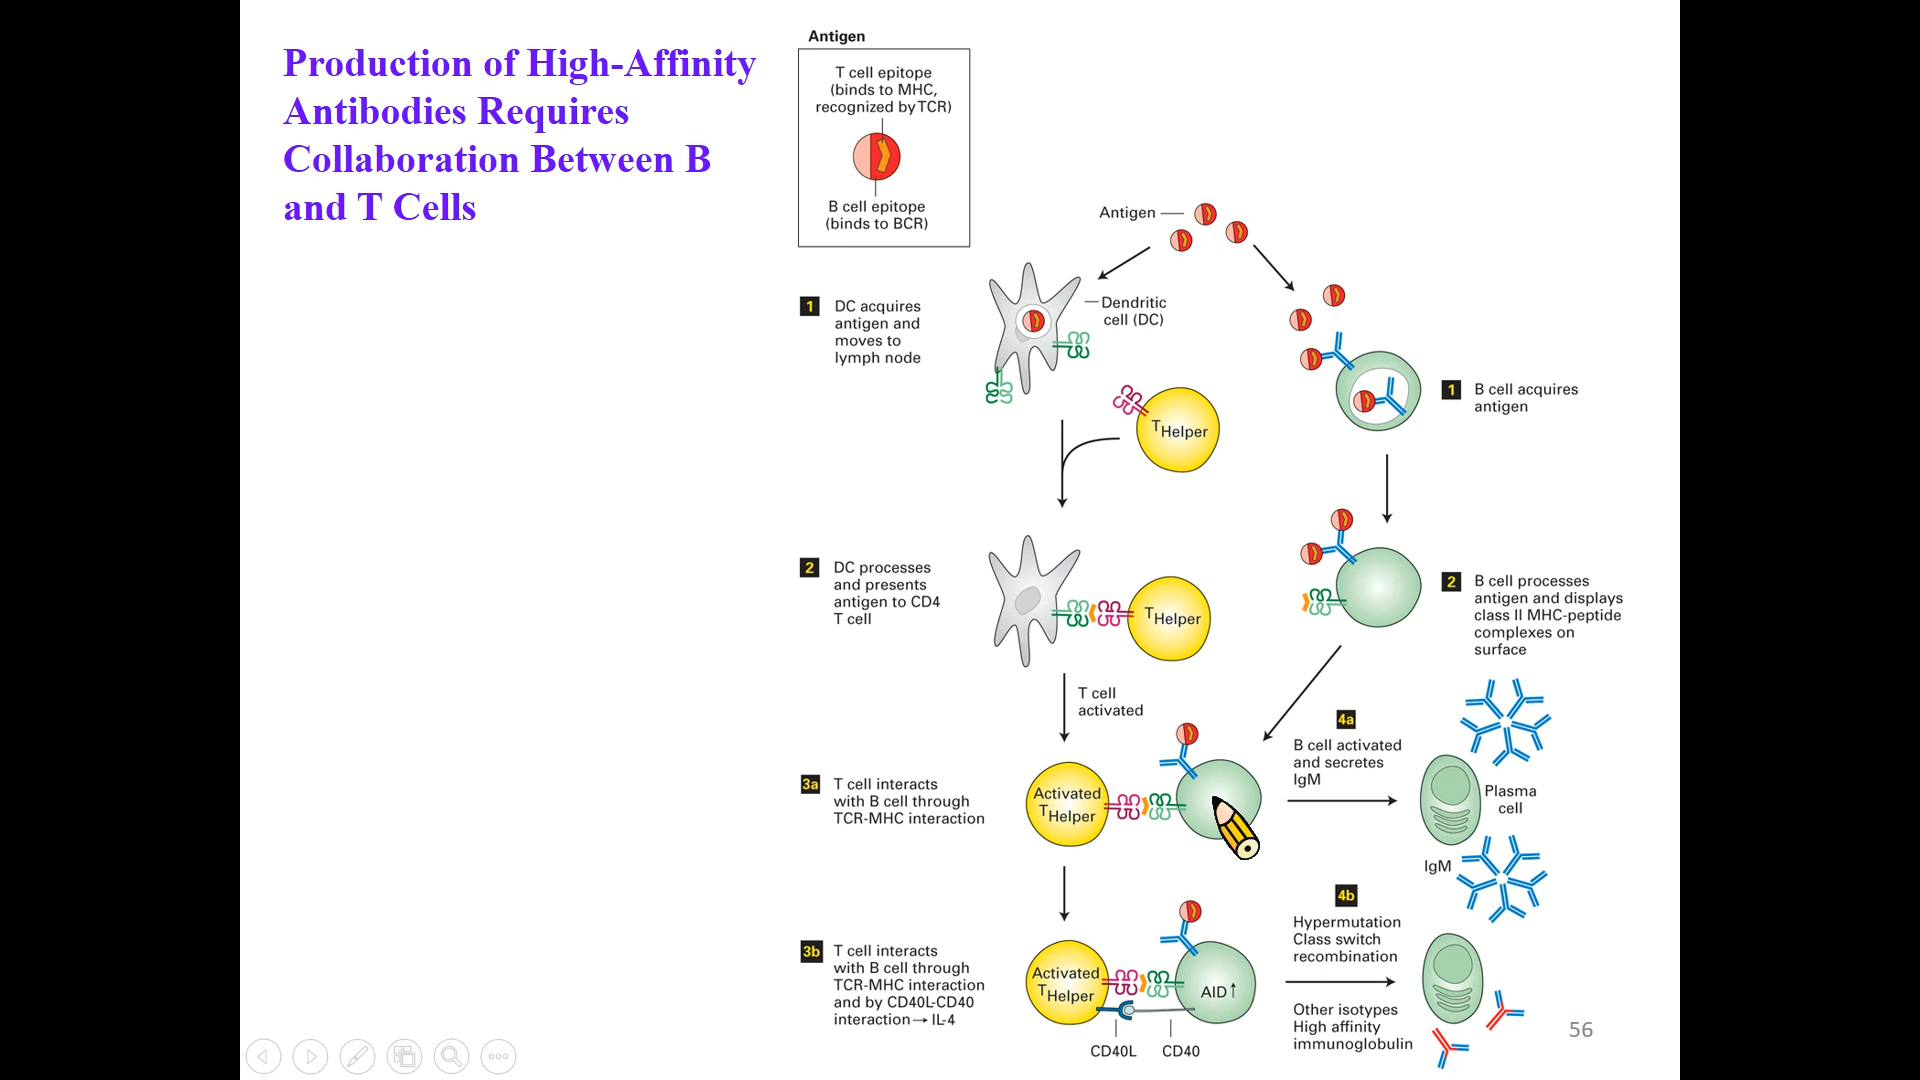 Production of High-Affinity
Antibodies Requires
Collaboration Between B
and T Cells
Antigen
T cell epitope
(binds to MHC,
recognized by TCR)
B cell epitope
(binds to BCR)
Antigen
1
DC acquires
antigen and
moves to
lymph node
Dendritic
cell (DC)
THelper
1
B cell acquires
antigen
2
DC processes
and presents
antigen to CD4
T cell
THelper
2
B cell processes
antigen and displays
class II MHC-peptide
complexes on
surface
T cell
activated
3a
T cell interacts
with B cell through
TCR-MHC interaction
Activated
THelper
4a
B cell activated
and secretes
IgM
Plasma
cell
IgM
3b
T cell interacts
with B cell through
TCR-MHC interaction
and by CD40L-CD40
interaction→ IL-4
Activated
THelper
AID↑
CD40L
CD40
4b
Hypermutation
Class switch
recombination
Other isotypes
High affinity
immunoglobulin
56